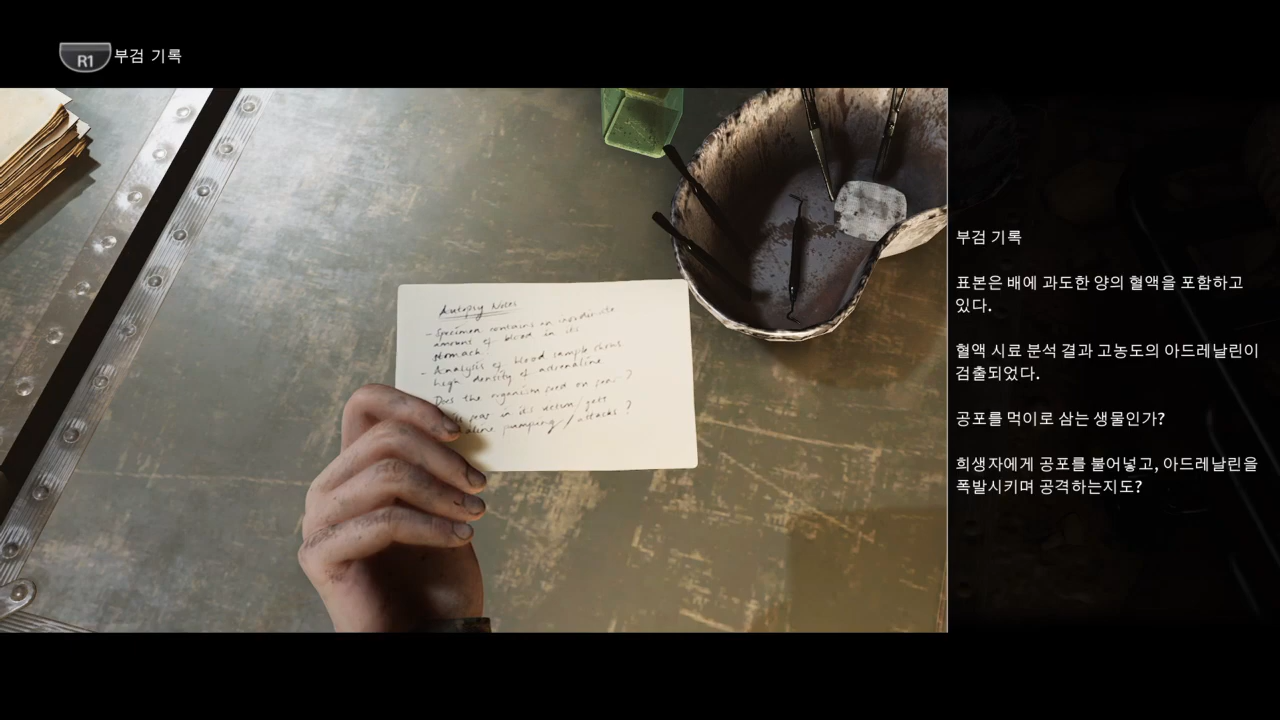 R1 부검 기록
Autopsy Notes
- Specimen contains an inordinate
amount of blood in its
stomach.
- Analysis of blood sample shows
high density of adrenaline
Does the organism feed on fear?
fear in its victim/gets
pumping/attacks?
부검 기록
표본은 배에 과도한 양의 혈액을 포함하고
있다.
혈액 시료 분석 결과 고농도의 아드레날린이
검출되었다.
공포를 먹이로 삼는 생물인가?
희생자에게 공포를 불어넣고, 아드레날린을
폭발시키며 공격하는지도?